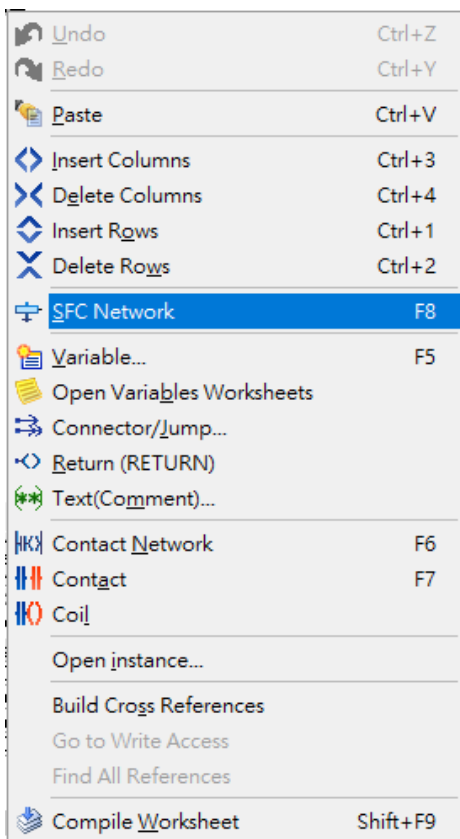 Undo Ctrl+Z
Redo Ctrl+Y
Paste Ctrl+V
Insert Columns Ctrl+3
Delete Columns Ctrl+4
Insert Rows Ctrl+1
Delete Rows Ctrl+2
SFC Network F8
Variable... F5
Open Variables Worksheets
Connector/Jump...
Return (RETURN)
Text(Comment)...
Contact Network F6
Contact F7
Coil
Open instance...
Build Cross References
Go to Write Access
Find All References
Compile Worksheet Shift+F9